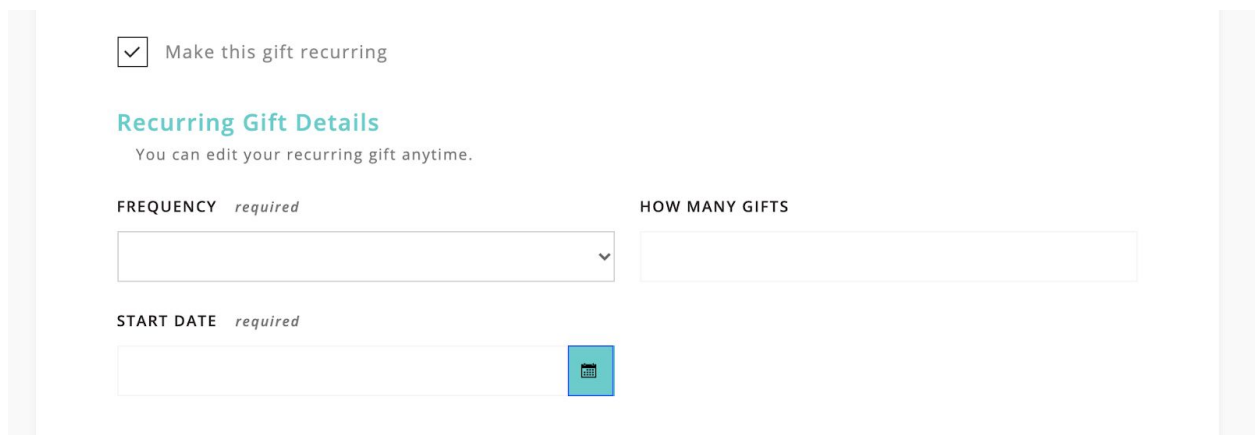 Make this gift recurring
Recurring Gift Details
You can edit your recurring gift anytime.
FREQUENCY required
HOW MANY GIFTS
START DATE required